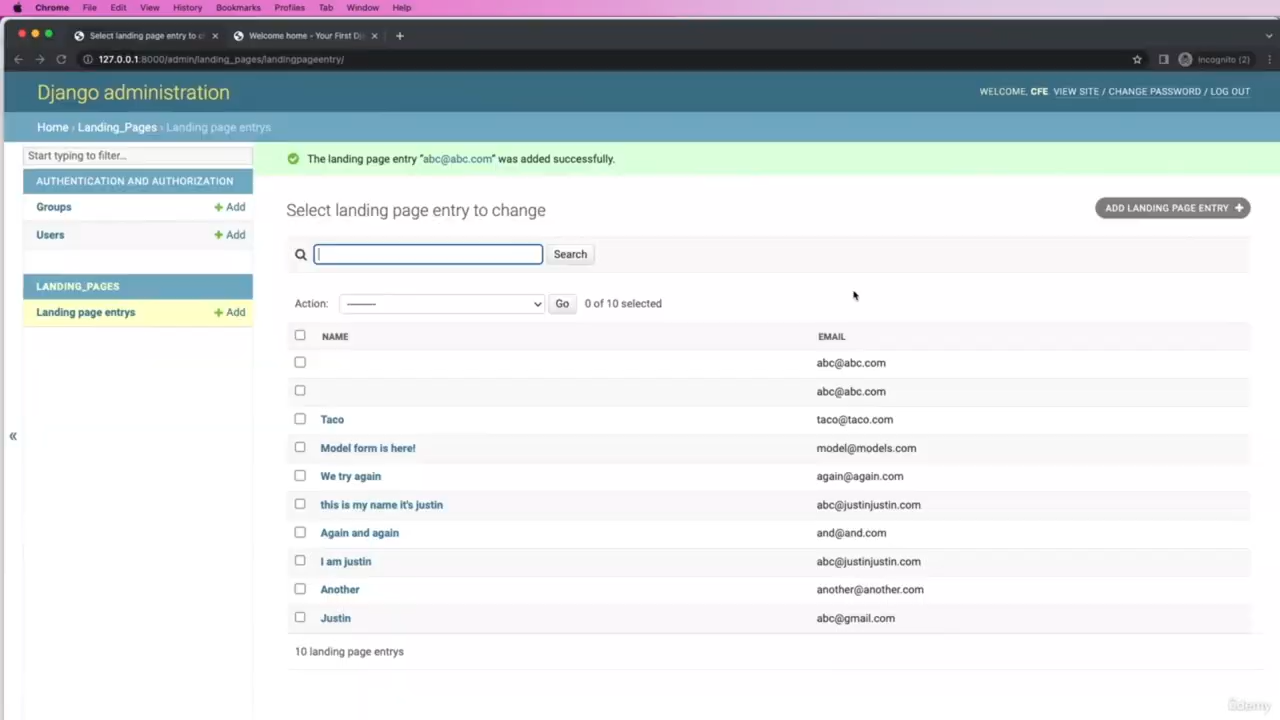 Chrome File Edit View History Bookmarks Profiles Tab Window Help
Select landing page entry to c
Welcome home - Your First Dj
127.0.0.1:8000/admin/landing_pages/landingpageentry/
Incognito (2)
Django administration
WELCOME, CFE VIEW SITE / CHANGE PASSWORD / LOG OUT
Home › Landing_Pages › Landing page entrys
Start typing to filter...
AUTHENTICATION AND AUTHORIZATION
Groups + Add
Users + Add
LANDING_PAGES
Landing page entrys + Add
«
The landing page entry "abc@abc.com" was added successfully.
Select landing page entry to change
ADD LANDING PAGE ENTRY +
Search
Action: --------- Go 0 of 10 selected
NAME EMAIL
abc@abc.com
abc@abc.com
Taco taco@taco.com
Model form is here! model@models.com
We try again again@again.com
this is my name it's justin abc@justinjustin.com
Again and again and@and.com
I am justin abc@justinjustin.com
Another another@another.com
Justin abc@gmail.com
10 landing page entrys
Udemy